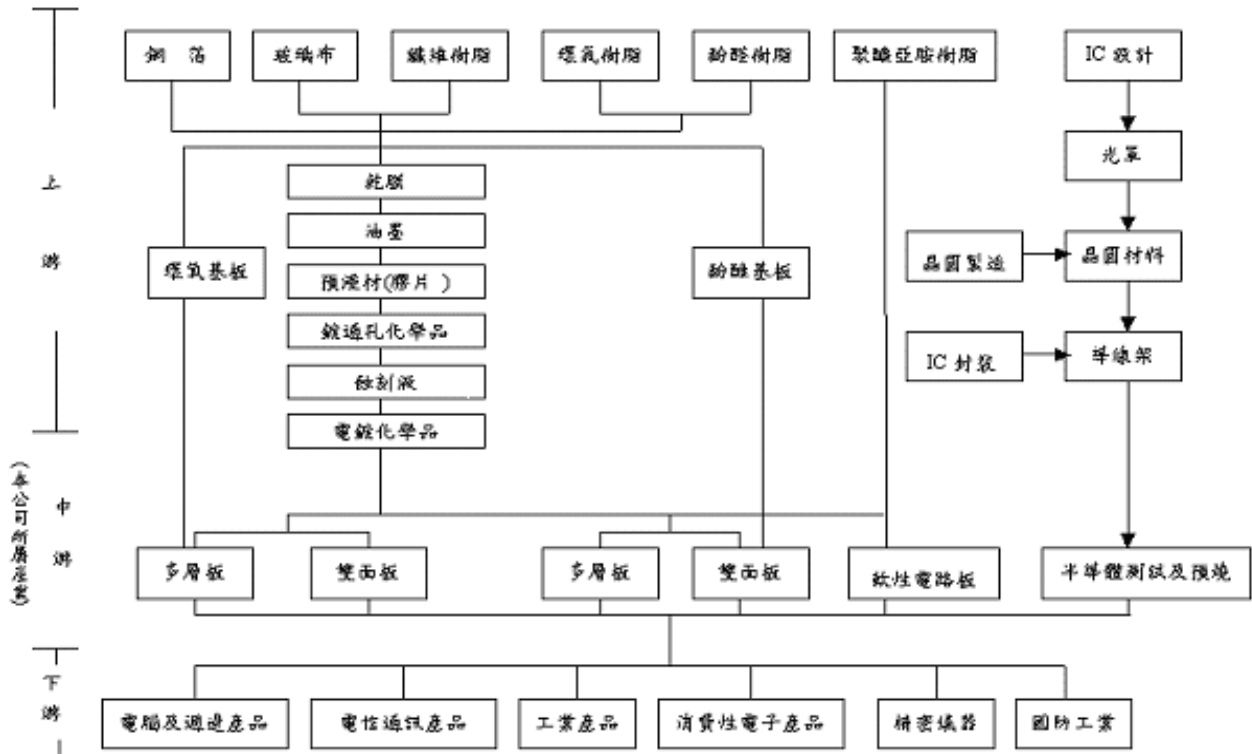 銅 箔
玻璃布
纖維樹脂
環氧樹脂
酚醛樹脂
聚醯亞胺樹脂
IC 設計
光罩
上 游
乾膜
油墨
環氧基板
預浸材(膠片 )
酚醛基板
晶圓製造
晶圓材料
鍍通孔化學品
IC 封裝
導線架
蝕刻液
電鍍化學品
(本公司所屬產業)
中 游
多層板
雙面板
多層板
雙面板
軟性電路板
半導體測試及預燒
下 游
電腦及週邊產品
電信通訊產品
工業產品
消費性電子產品
精密儀器
國防工業